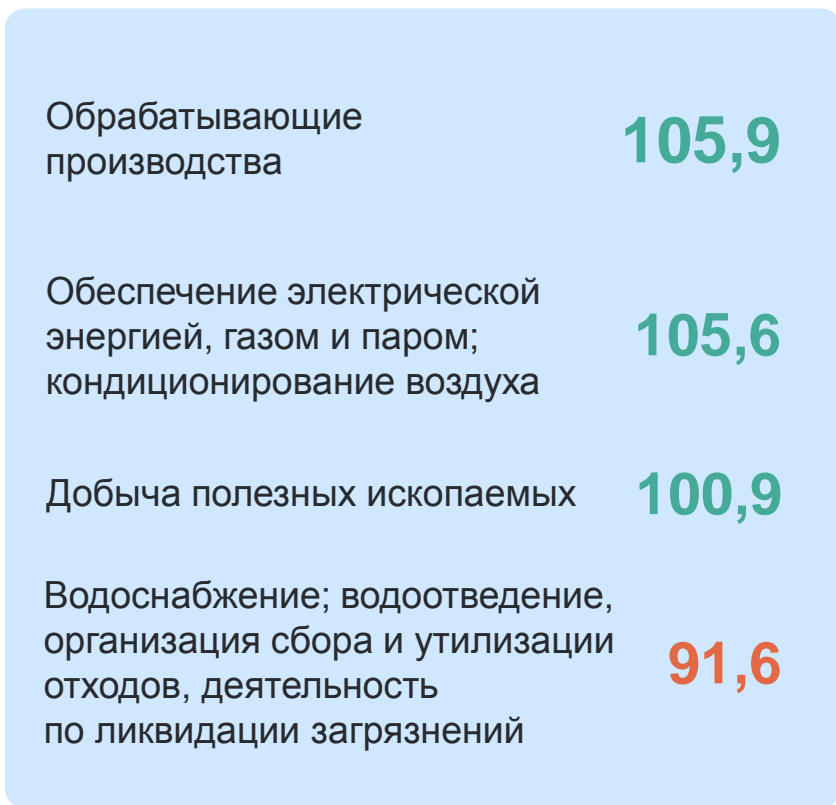 Обрабатывающие
производства
105,9
Обеспечение электрической
энергией, газом и паром;
кондиционирование воздуха
105,6
Добыча полезных ископаемых
100,9
Водоснабжение; водоотведение,
организация сбора и утилизации
отходов, деятельность
по ликвидации загрязнений
91,6